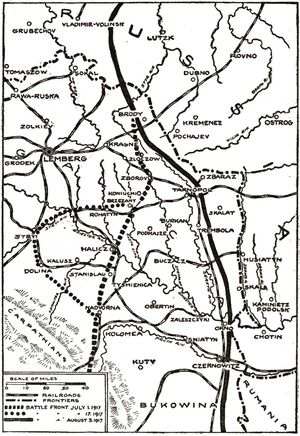 R U S S I A
VLADIMIR-VOLINSK
GRUBECHOV
LUTZK
ROVNO
TOMASZOW
SOKAL
DUBNO
RAWA-RUSKA
BRODY
KREMENEZ
OSTROG
ZOLKIEV
POCHAJEV
KRASNE
GRODEK
LEMBERG
ZLOCZOW
ZBOROV
ZBARAZ
KONIUCHI
TARNOPOL
BRZEZANY
ROHATYN
SKALAT
STRYI
BURKAN
TREMBOLA
HALICZ
PODHAJZE
HUSIATYN
KALUSZ
BUCZACZ
DOLINA
STANISLAU
SKALA
TYSMIENICA
KAMINIETZ
PODOLSK
NADVORNA
OBERTIN
ZALESZCZYKI
CARPATHIANS
OKNO
CHOTIN
KOLOMEA
SNIATYN
KUTY
CZERNOWITZ
BUKOWINA
RUMANIA
SCALE OF MILES
0 10 20 30 40
RAILROADS
FRONTIERS
BATTLE FRONT JULY 1, 1917
" " " 17, 1917
" " AUGUST 3, 1917